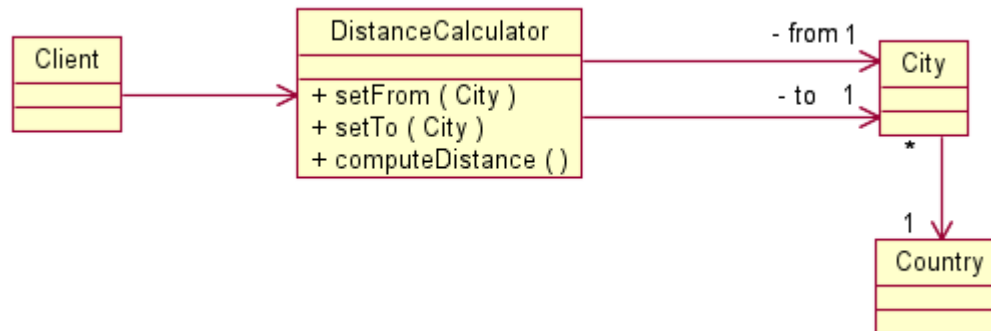 Client
DistanceCalculator
+ setFrom ( City )
+ setTo ( City )
+ computeDistance ( )
- from 1
- to 1
City
*
1
Country